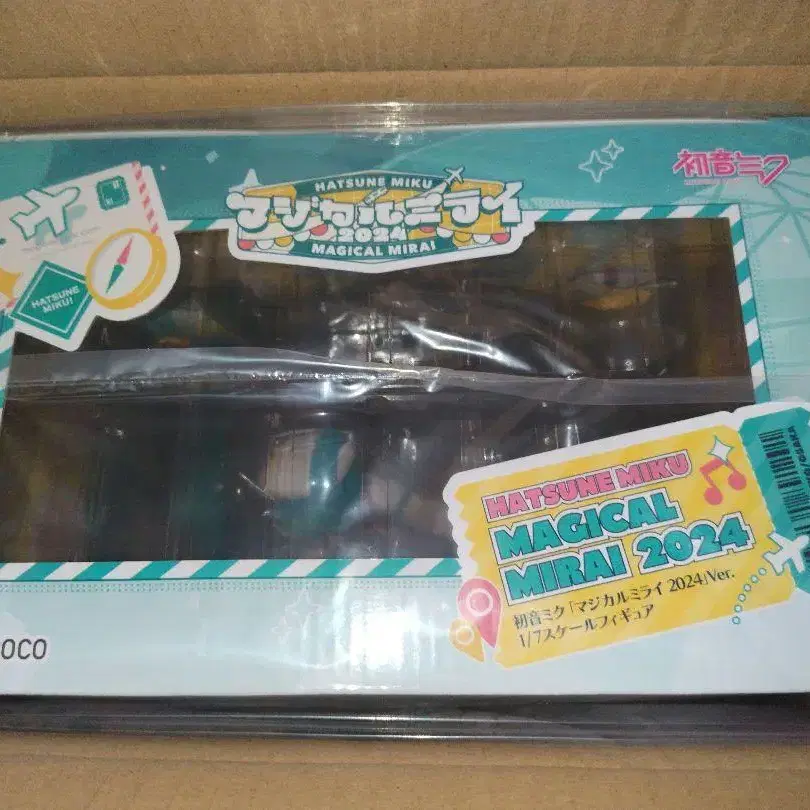 HATSUNE MIKU
マジカルミライ
2024
MAGICAL MIRAI
初音ミク
HATSUNE
MIKU!
HATSUNE MIKU
MAGICAL
MIRAI 2024
初音ミク「マジカルミライ 2024」Ver.
1/7スケールフィギュア
OCO